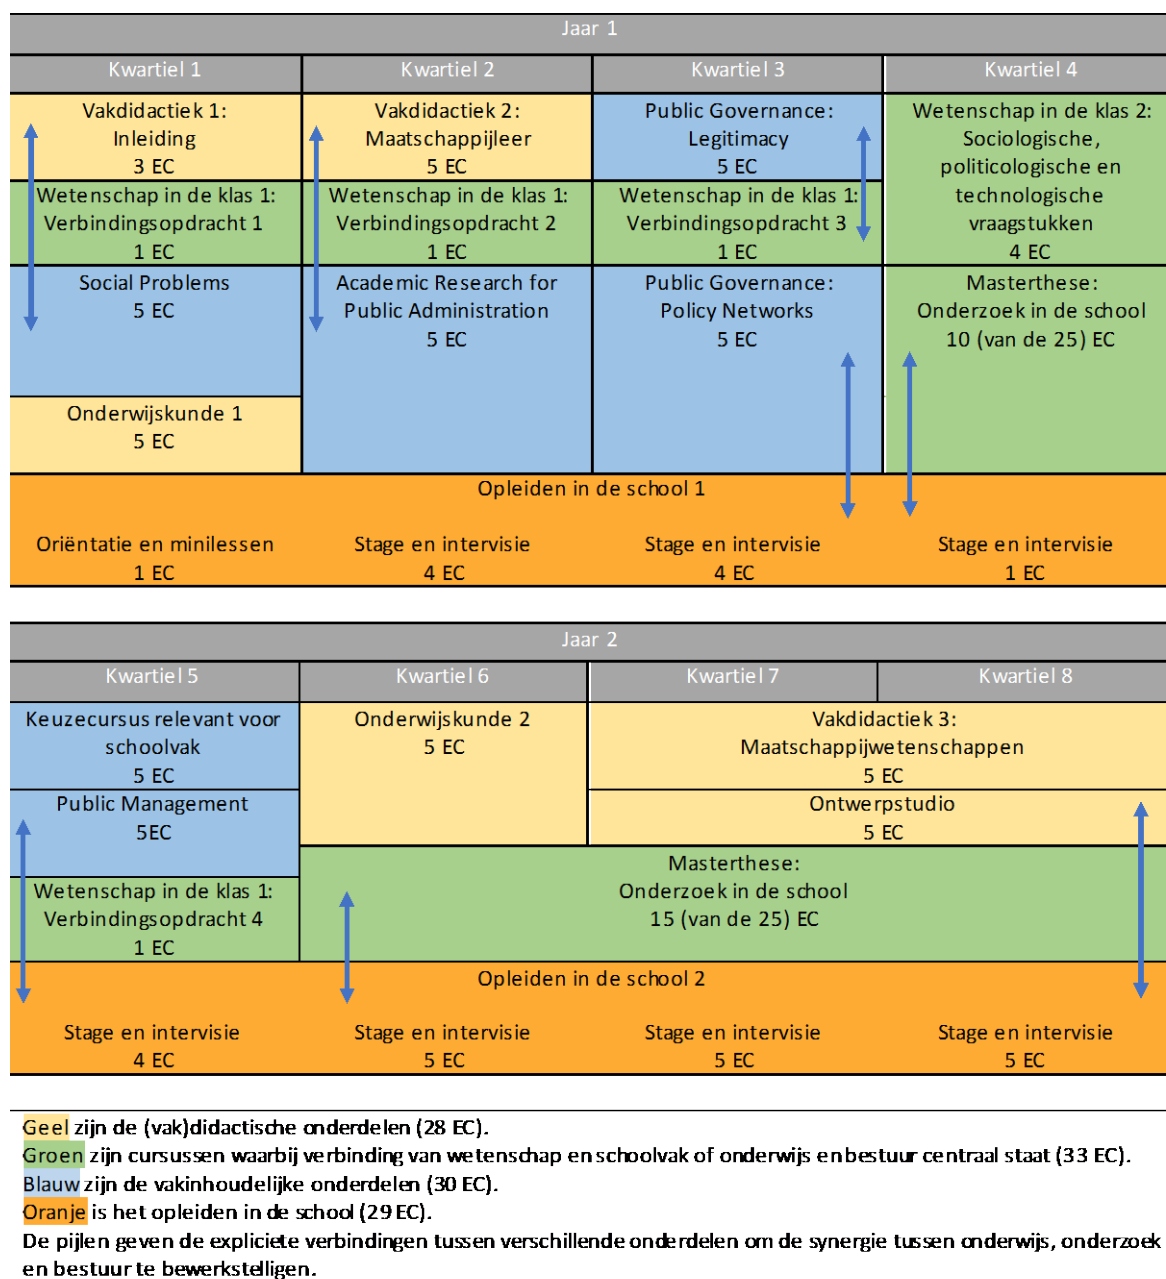 Jaar 1
Kwartiel 1
Kwartiel 2
Kwartiel 3
Kwartiel 4
Vakdidactiek 1:
Inleiding
3 EC
Vakdidactiek 2:
Maatschappijleer
5 EC
Public Governance:
Legitimacy
5 EC
Wetenschap in de klas 2:
Sociologische,
politicologische en
technologische
vraagstukken
4 EC
Wetenschap in de klas 1:
Verbindingsopdracht 1
1 EC
Wetenschap in de klas 1:
Verbindingsopdracht 2
1 EC
Wetenschap in de klas 1:
Verbindingsopdracht 3
1 EC
Social Problems
5 EC
Academic Research for
Public Administration
5 EC
Public Governance:
Policy Networks
5 EC
Masterthese:
Onderzoek in de school
10 (van de 25) EC
Onderwijskunde 1
5 EC
Opleiden in de school 1
Oriëntatie en minilessen
1 EC
Stage en intervisie
4 EC
Stage en intervisie
4 EC
Stage en intervisie
1 EC
Jaar 2
Kwartiel 5
Kwartiel 6
Kwartiel 7
Kwartiel 8
Keuzecursus relevant voor
schoolvak
5 EC
Onderwijskunde 2
5 EC
Vakdidactiek 3:
Maatschappijwetenschappen
5 EC
Public Management
5EC
Ontwerpstudio
5 EC
Wetenschap in de klas 1:
Verbindingsopdracht 4
1 EC
Masterthese:
Onderzoek in de school
15 (van de 25) EC
Opleiden in de school 2
Stage en intervisie
4 EC
Stage en intervisie
5 EC
Stage en intervisie
5 EC
Stage en intervisie
5 EC
Geel zijn de (vak)didactische onderdelen (28 EC).
Groen zijn cursussen waarbij verbinding van wetenschap en schoolvak of onderwijs en bestuur centraal staat (33 EC).
Blauw zijn de vakinhoudelijke onderdelen (30 EC).
Oranje is het opleiden in de school (29 EC).
De pijlen geven de expliciete verbindingen tussen verschillende onderdelen om de synergie tussen onderwijs, onderzoek
en bestuur te bewerkstelligen.